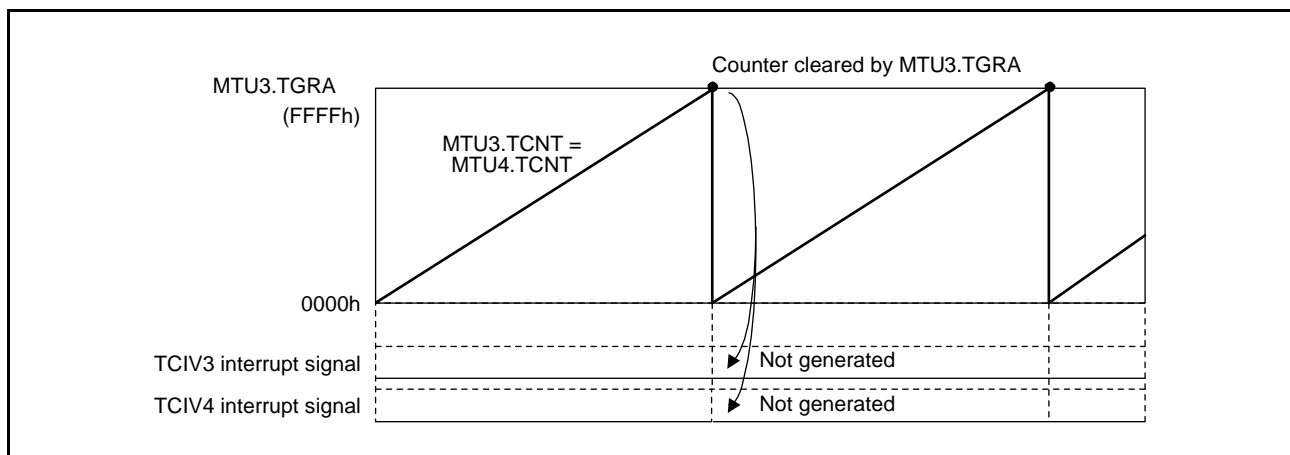 Counter cleared by MTU3.TGRA
MTU3.TGRA
(FFFFh)
MTU3.TCNT =
MTU4.TCNT
0000h
TCIV3 interrupt signal
Not generated
TCIV4 interrupt signal
Not generated